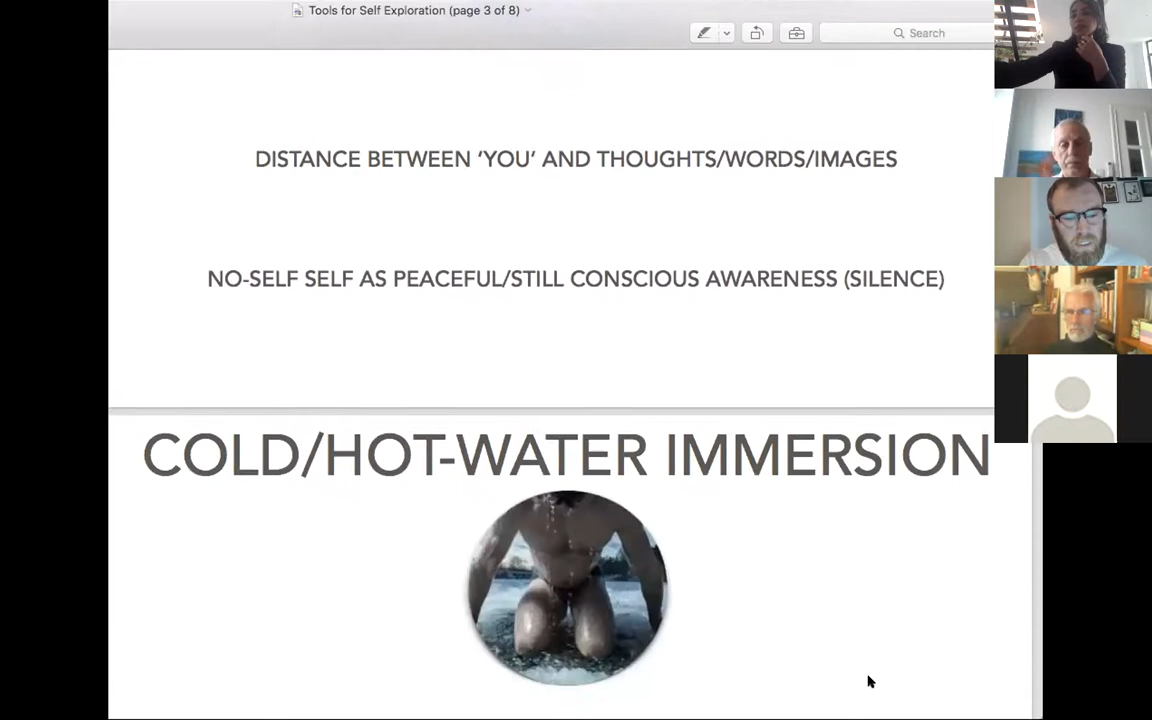 Tools for Self Exploration (page 3 of 8)
Search
DISTANCE BETWEEN ‘YOU’ AND THOUGHTS/WORDS/IMAGES
NO-SELF SELF AS PEACEFUL/STILL CONSCIOUS AWARENESS (SILENCE)
COLD/HOT-WATER IMMERSION